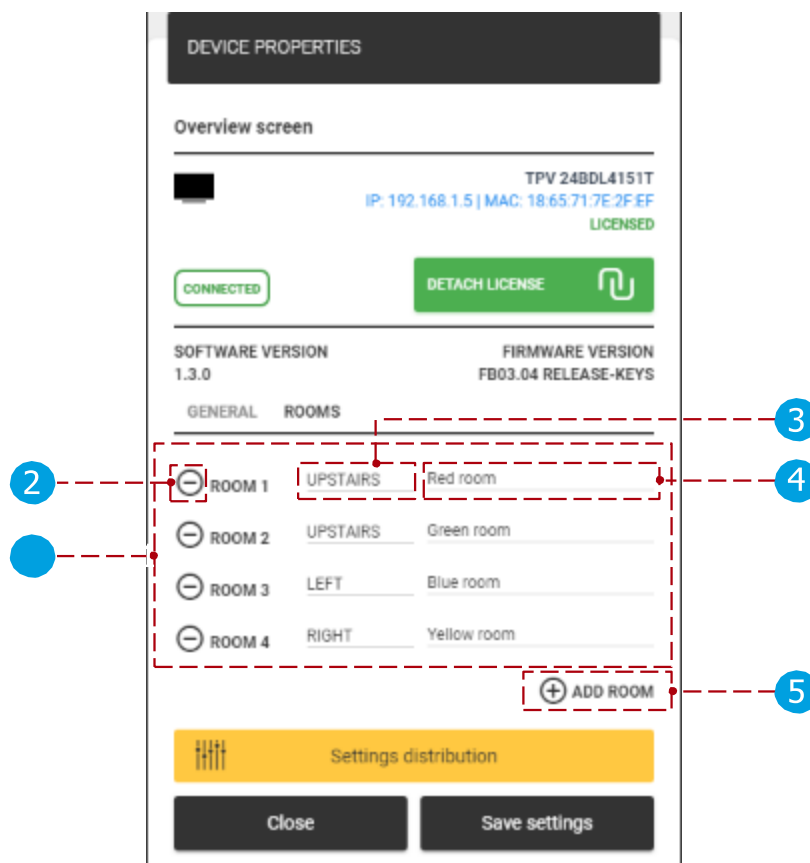 DEVICE PROPERTIES
Overview screen
TPV 24BDL4151T
IP: 192.168.1.5 | MAC: 18:65:71:7E:2F:EF
LICENSED
CONNECTED
DETACH LICENSE
SOFTWARE VERSION FIRMWARE VERSION
1.3.0 FB03.04 RELEASE-KEYS
GENERAL ROOMS
3
2 ROOM 1 UPSTAIRS Red room 4
ROOM 2 UPSTAIRS Green room
ROOM 3 LEFT Blue room
ROOM 4 RIGHT Yellow room
ADD ROOM 5
Settings distribution
Close Save settings